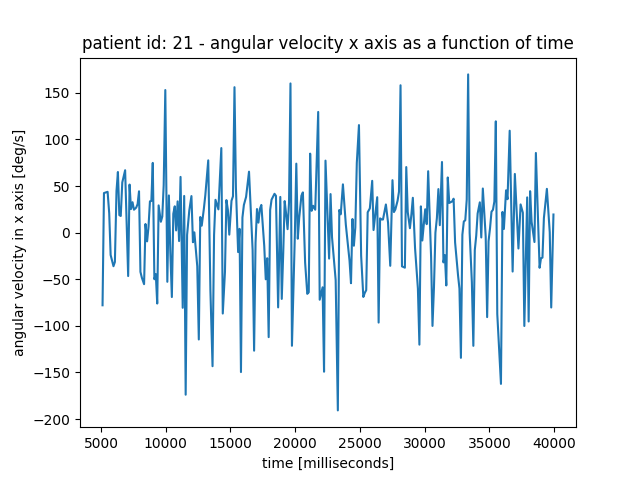 patient id: 21 - angular velocity x axis as a function of time
angular velocity in x axis [deg/s]
150
100
50
0
−50
−100
−150
−200
5000 10000 15000 20000 25000 30000 35000 40000
time [milliseconds]